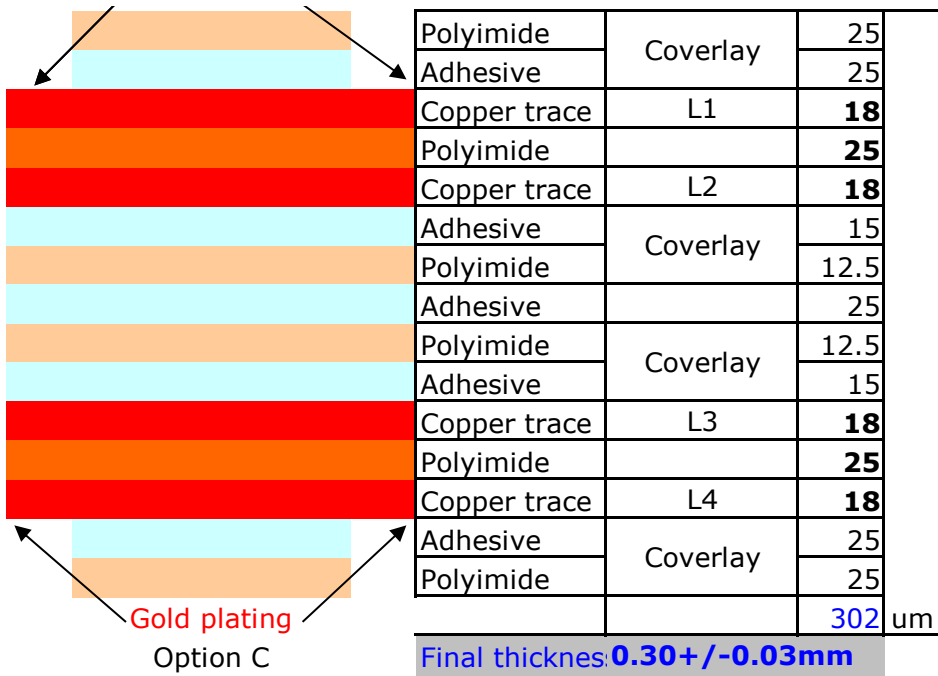 Polyimide Coverlay 25
Adhesive 25
Copper trace L1 18
Polyimide 25
Copper trace L2 18
Adhesive Coverlay 15
Polyimide 12.5
Adhesive 25
Polyimide Coverlay 12.5
Adhesive 15
Copper trace L3 18
Polyimide 25
Copper trace L4 18
Adhesive Coverlay 25
Polyimide 25
Gold plating 302 um
Option C Final thicknes: 0.30+/-0.03mm